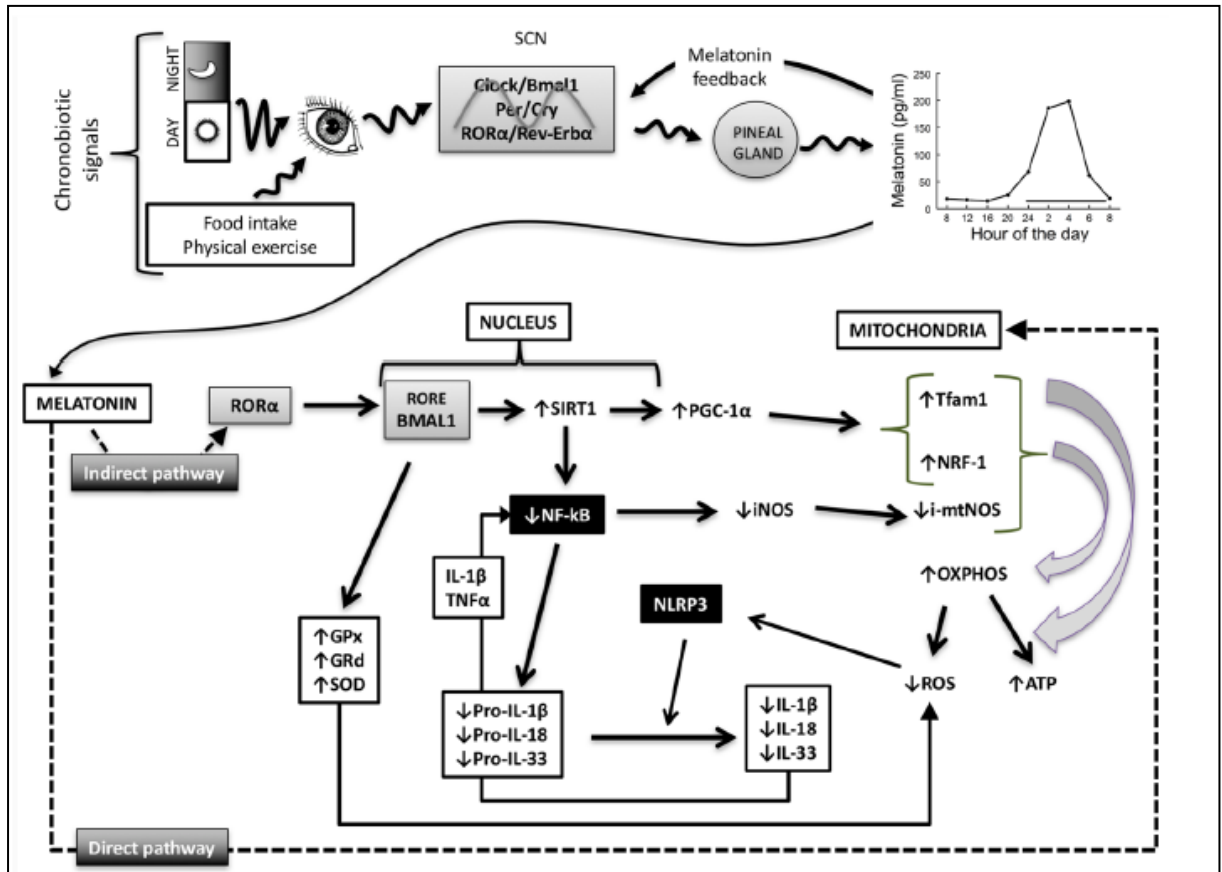 Chronobiotic
signals
NIGHT
DAY
Food intake
Physical exercise
SCN
Clock/Bmal1
Per/Cry
RORα/Rev-Erbα
Melatonin
feedback
PINEAL
GLAND
Melatonin (pg/ml)
250
200
150
100
50
0
8 12 16 20 24 2 4 6 8
Hour of the day
NUCLEUS
MITOCHONDRIA
MELATONIN
Indirect pathway
RORα
RORE
BMAL1
↑SIRT1
↑PGC-1α
↑Tfam1
↑NRF-1
↓NF-kB
↓iNOS
↓i-mtNOS
IL-1β
TNFα
NLRP3
↑OXPHOS
↑GPx
↑GRd
↑SOD
↓ROS
↑ATP
↓Pro-IL-1β
↓Pro-IL-18
↓Pro-IL-33
↓IL-1β
↓IL-18
↓IL-33
Direct pathway